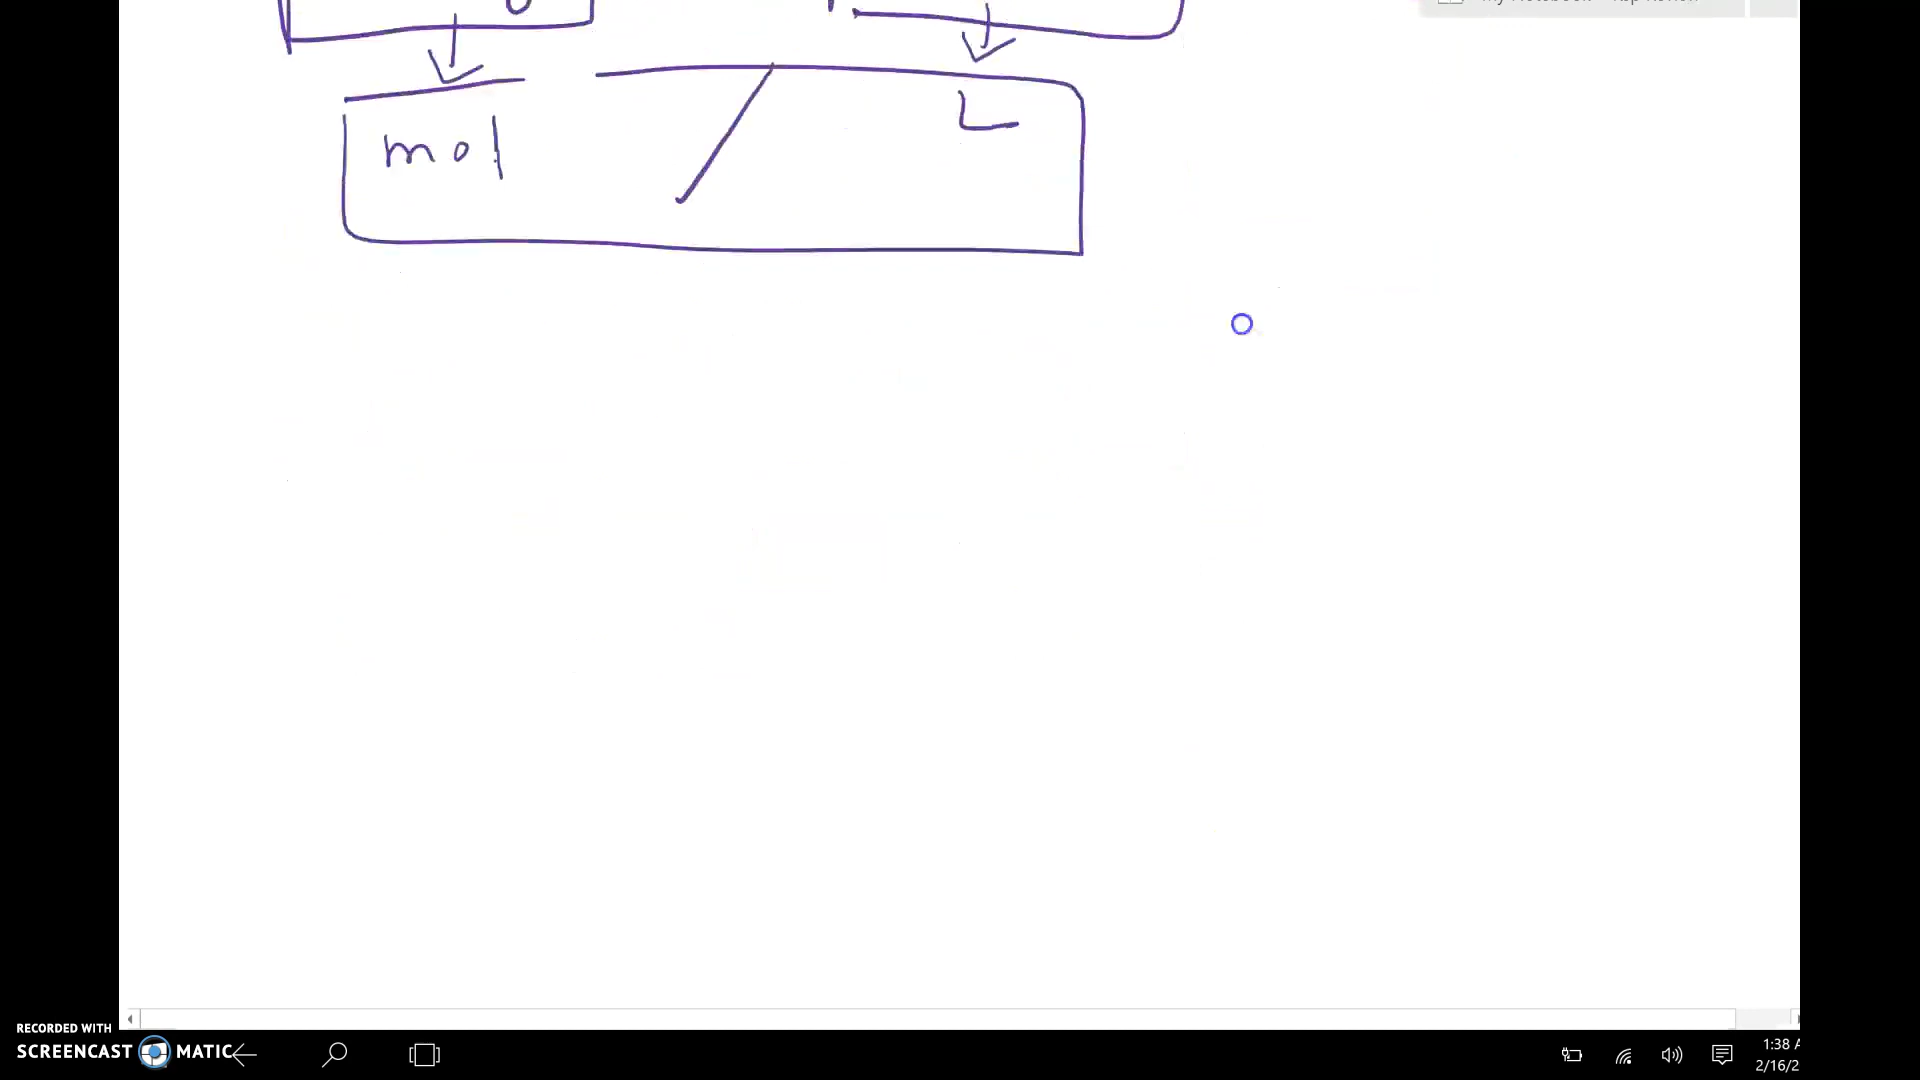 mol / L
RECORDED WITH
SCREENCAST MATIC
1:38
2/16/2